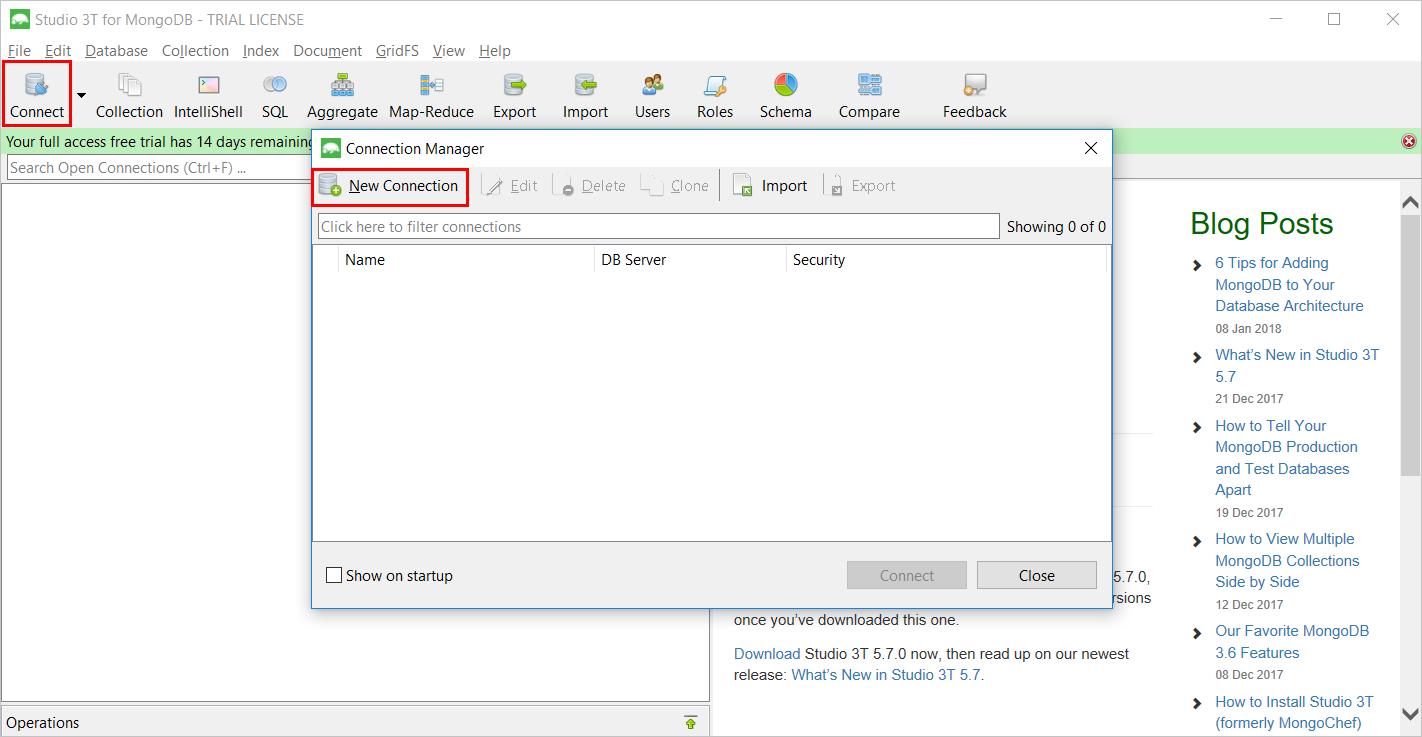 Studio 3T for MongoDB - TRIAL LICENSE
File Edit Database Collection Index Document GridFS View Help
Connect Collection IntelliShell SQL Aggregate Map-Reduce Export Import Users Roles Schema Compare Feedback
Your full access free trial has 14 days remaining
Search Open Connections (Ctrl+F) ...
Connection Manager
New Connection Edit Delete Clone Import Export
Click here to filter connections Showing 0 of 0
Name DB Server Security
Show on startup Connect Close
5.7.0,
rsions
once you've downloaded this one.
Download Studio 3T 5.7.0 now, then read up on our newest
release: What's New in Studio 3T 5.7.
Blog Posts
6 Tips for Adding
MongoDB to Your
Database Architecture
08 Jan 2018
What's New in Studio 3T
5.7
21 Dec 2017
How to Tell Your
MongoDB Production
and Test Databases
Apart
19 Dec 2017
How to View Multiple
MongoDB Collections
Side by Side
12 Dec 2017
Our Favorite MongoDB
3.6 Features
08 Dec 2017
How to Install Studio 3T
(formerly MongoChef)
Operations